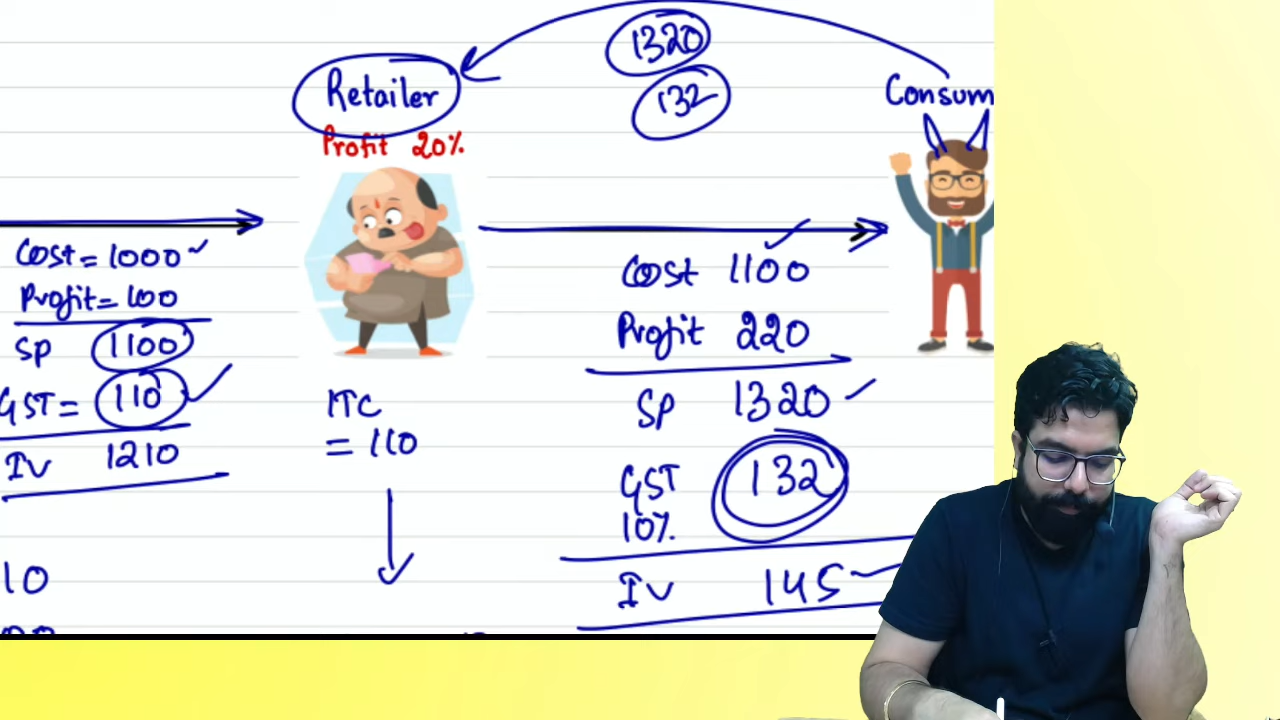 1320
132
Retailer
Profit 20%
Consum
Cost = 1000
Profit = 100
SP 1100
GST = 110
IV 1210
ITC
= 110
Cost 1100
Profit 220
SP 1320
GST 132
10%
IV 145
10